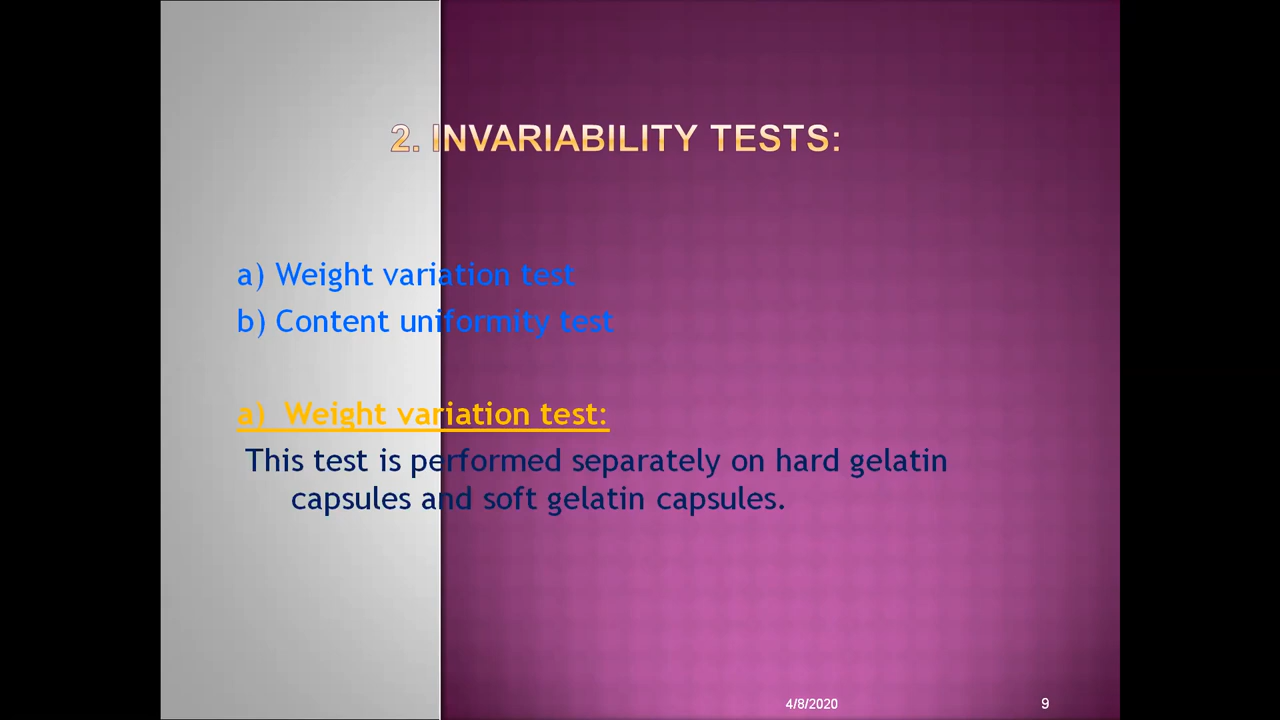 2. INVARIABILITY TESTS:
a) Weight variation test
b) Content uniformity test
a)  Weight variation test:
This test is performed separately on hard gelatin
capsules and soft gelatin capsules.
4/8/2020
9